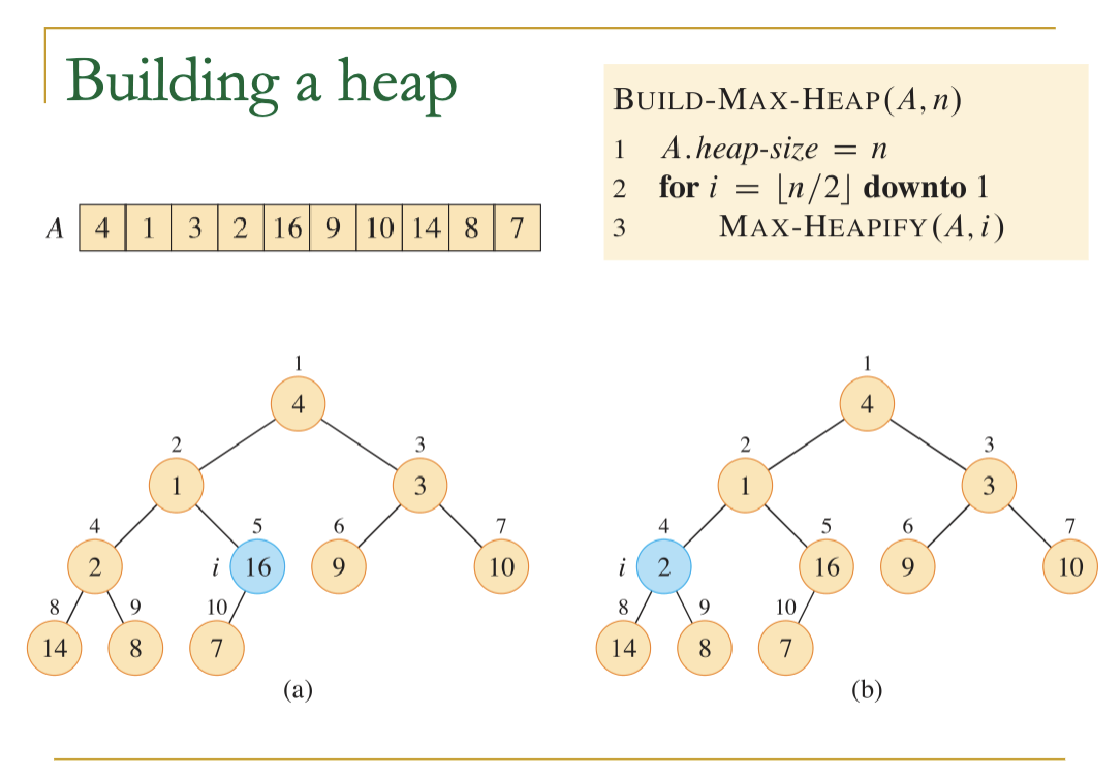 Building a heap
BUILD-MAX-HEAP(A, n)
1 A.heap-size = n
2 for i = ⌊n/2⌋ downto 1
3 MAX-HEAPIFY(A, i)
A 4 1 3 2 16 9 10 14 8 7
1
4
2 3
1 3
4 5 6 7
2 i 16 9 10
8 9 10
14 8 7
(a)
1
4
2 3
1 3
4 5 6 7
i 2 16 9 10
8 9 10
14 8 7
(b)